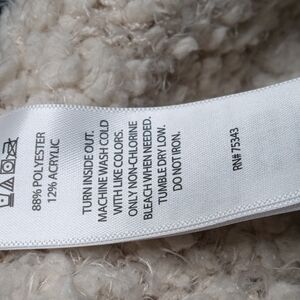 88% POLYESTER
12% ACRYLIC
TURN INSIDE OUT.
MACHINE WASH COLD
WITH LIKE COLORS.
ONLY NON-CHLORINE
BLEACH WHEN NEEDED.
TUMBLE DRY LOW.
DO NOT IRON.
RN# 75343